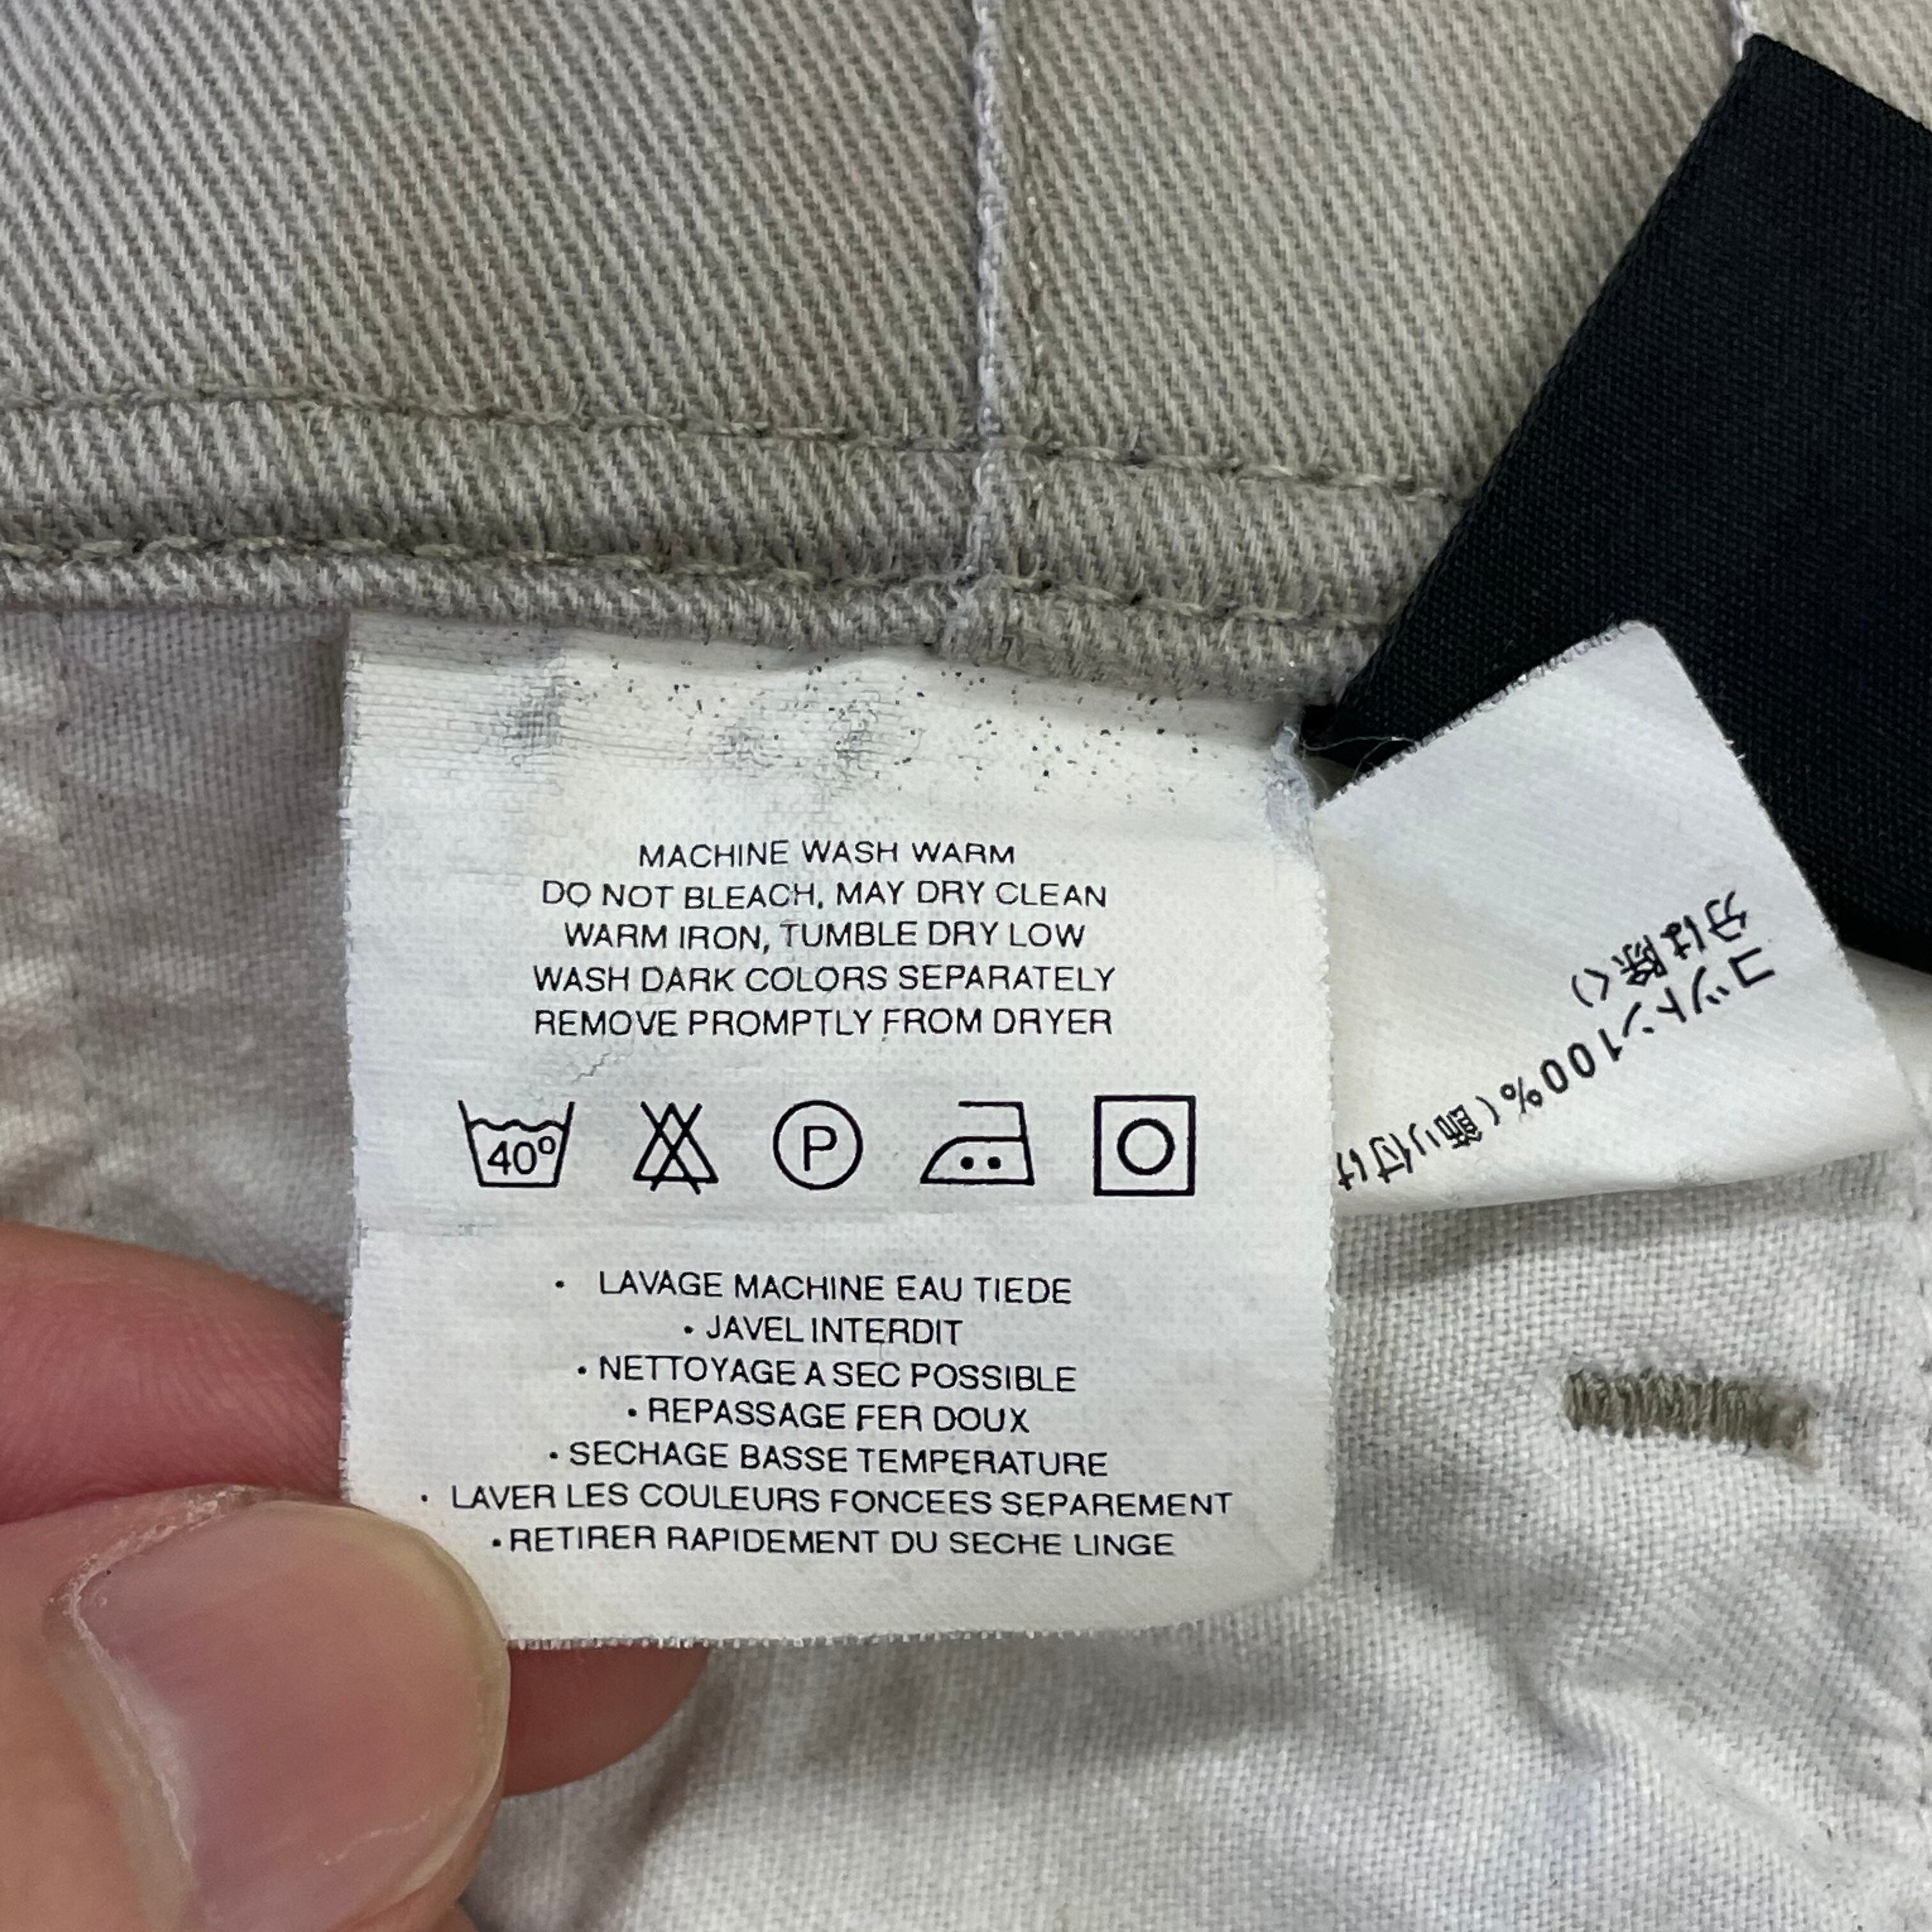 MACHINE WASH WARM
DO NOT BLEACH, MAY DRY CLEAN
WARM IRON, TUMBLE DRY LOW
WASH DARK COLORS SEPARATELY
REMOVE PROMPTLY FROM DRYER
40º
P
• LAVAGE MACHINE EAU TIEDE
• JAVEL INTERDIT
• NETTOYAGE A SEC POSSIBLE
• REPASSAGE FER DOUX
• SECHAGE BASSE TEMPERATURE
• LAVER LES COULEURS FONCEES SEPAREMENT
• RETIRER RAPIDEMENT DU SECHE LINGE
コットン100%(飾り付け
分は除く)